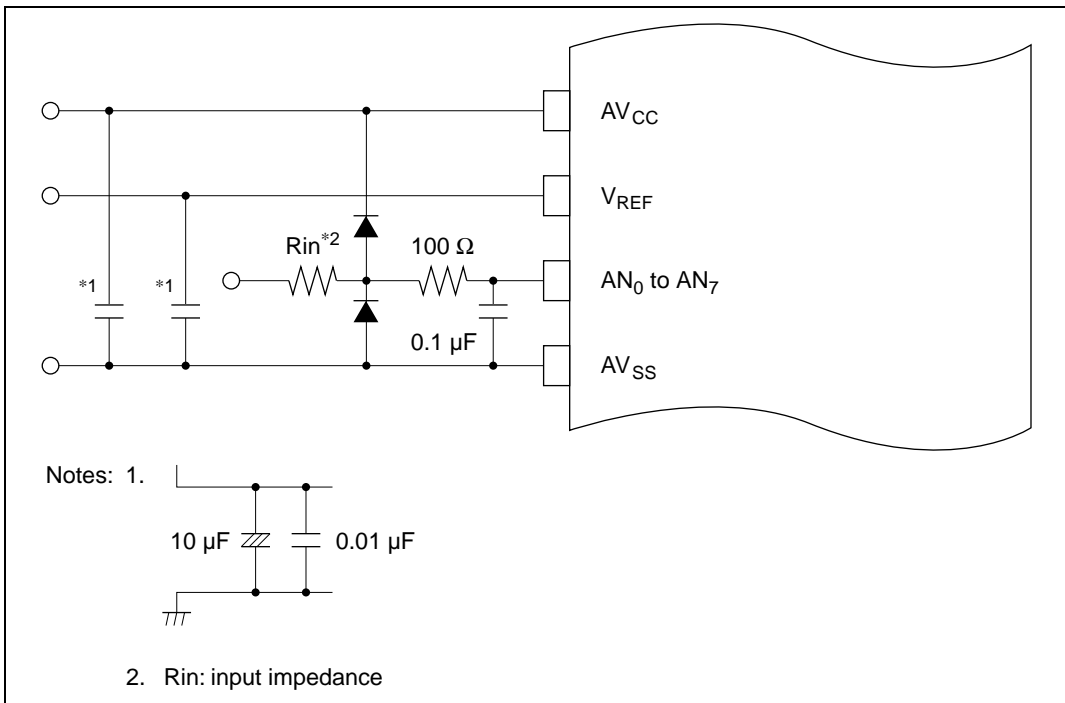 AVCC
VREF
Rin*2 100 Ω
*1 *1 AN0 to AN7
0.1 µF
AVSS
Notes: 1.
10 µF 0.01 µF
2. Rin: input impedance